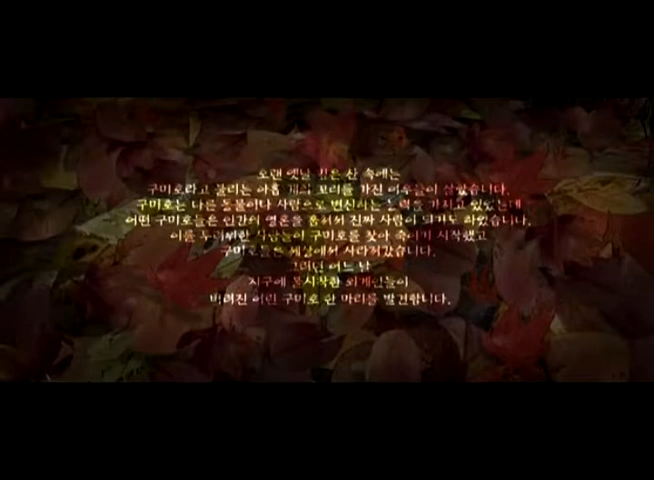 오랜 옛날 깊은 산 속에는
구미호라고 불리는 아홉 개의 꼬리를 가진 여우들이 살았습니다.
구미호는 다른 동물이나 사람으로 변신하는 능력을 가지고 있었는데
어떤 구미호들은 인간의 영혼을 훔쳐서 진짜 사람이 되기도 하였습니다.
이를 두려워한 사람들이 구미호를 찾아 죽이기 시작했고
구미호들은 세상에서 사라져갔습니다.
그러던 어느 날
지구에 불시착한 외계인들이
버려진 어린 구미호 한 마리를 발견합니다.